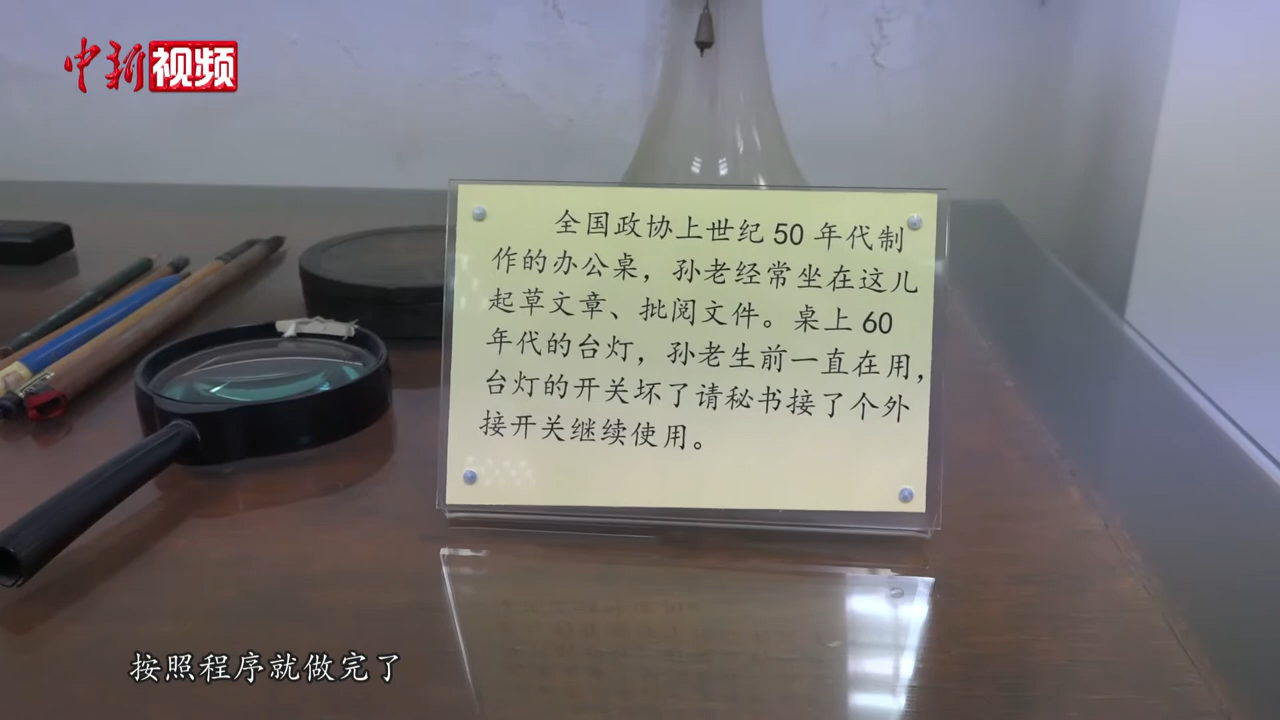 中新视频
全国政协上世纪50年代制
作的办公桌，孙老经常坐在这儿
起草文章、批阅文件。桌上60
年代的台灯，孙老生前一直在用，
台灯的开关坏了请秘书接了个外
接开关继续使用。
按照程序就做完了